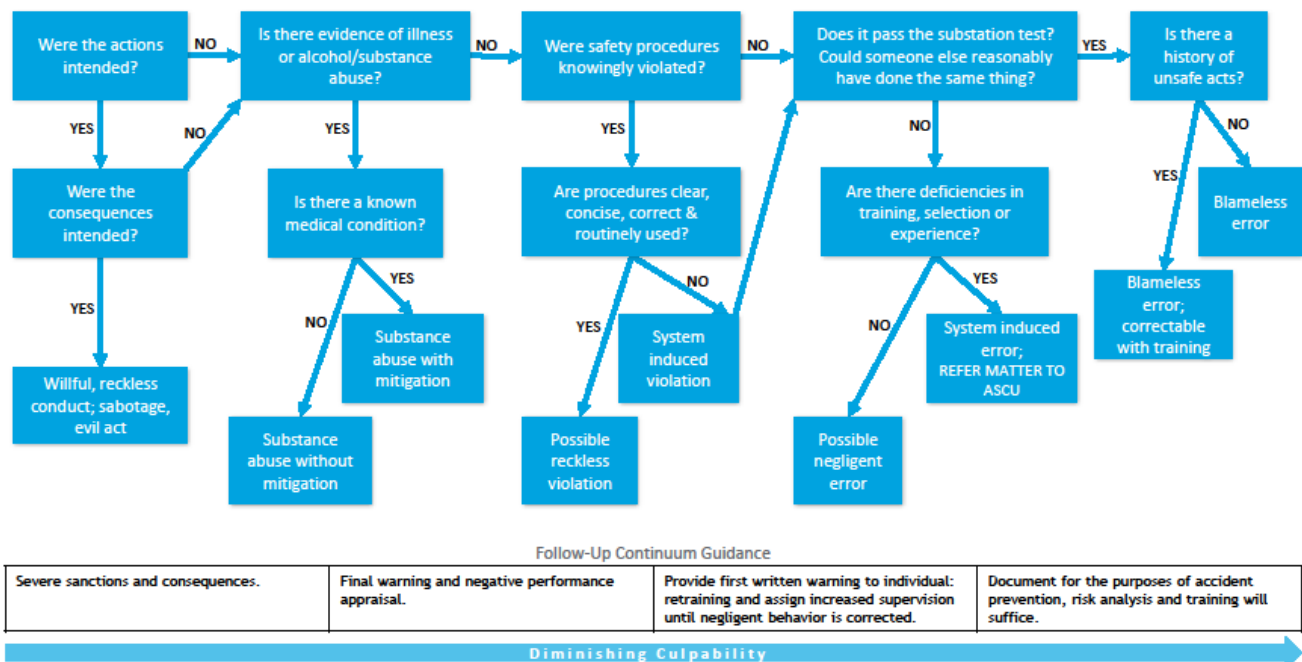 Were the actions
intended?
NO
Is there evidence of illness
or alcohol/substance
abuse?
NO
Were safety procedures
knowingly violated?
NO
Does it pass the substation test?
Could someone else reasonably
have done the same thing?
YES
Is there a
history of
unsafe acts?
YES
NO
YES
YES
NO
YES
NO
Were the
consequences
intended?
Is there a known
medical condition?
Are procedures clear,
concise, correct &
routinely used?
Are there deficiencies in
training, selection or
experience?
Blameless
error
YES
NO
YES
YES
NO
NO
YES
Blameless
error;
correctable
with training
Substance
abuse with
mitigation
System
induced
violation
System induced
error;
REFER MATTER TO
ASCU
Willful, reckless
conduct; sabotage,
evil act
Substance
abuse without
mitigation
Possible
reckless
violation
Possible
negligent
error
Follow-Up Continuum Guidance
Severe sanctions and consequences.
Final warning and negative performance
appraisal.
Provide first written warning to individual:
retraining and assign increased supervision
until negligent behavior is corrected.
Document for the purposes of accident
prevention, risk analysis and training will
suffice.
Diminishing Culpability